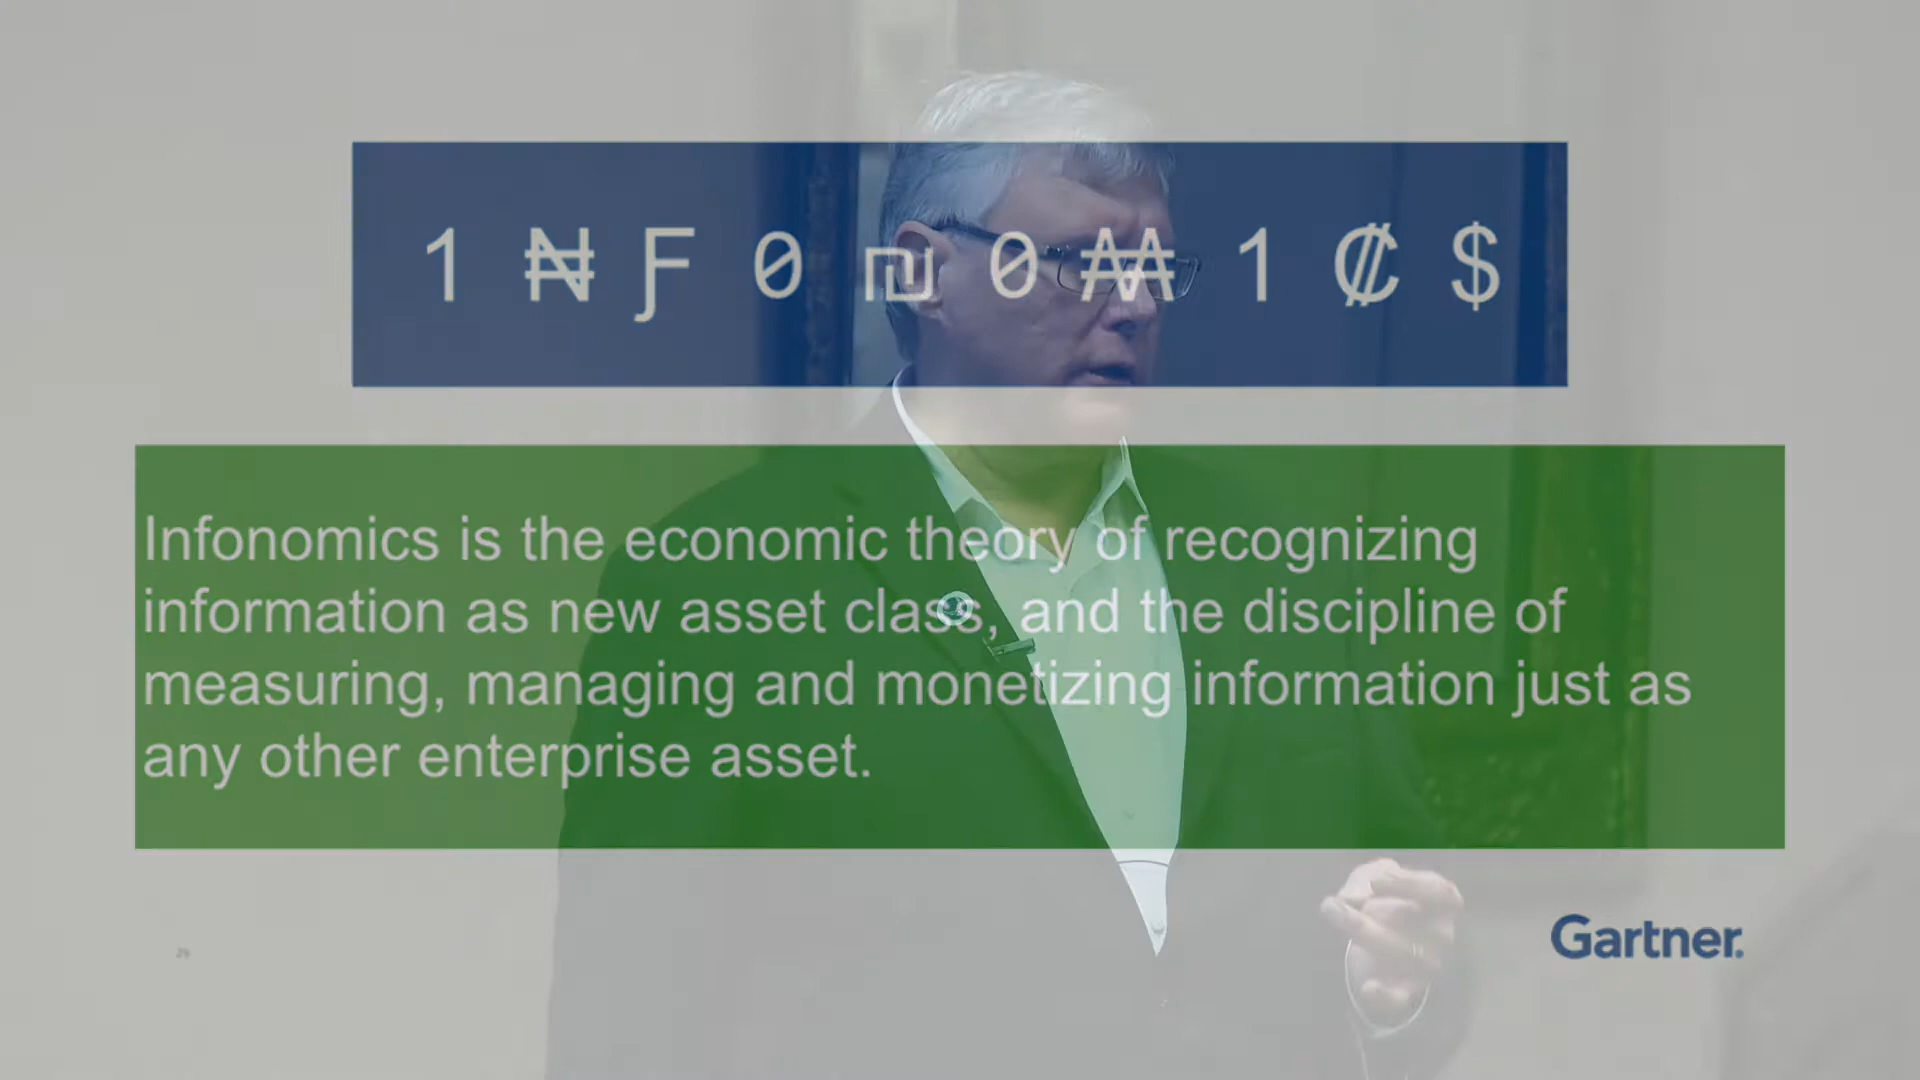 1 ₦ Ƒ 0 ₪ 0 ₩ 1 ₡ $
Infonomics is the economic theory of recognizing
information as new asset class, and the discipline of
measuring, managing and monetizing information just as
any other enterprise asset.
Gartner.